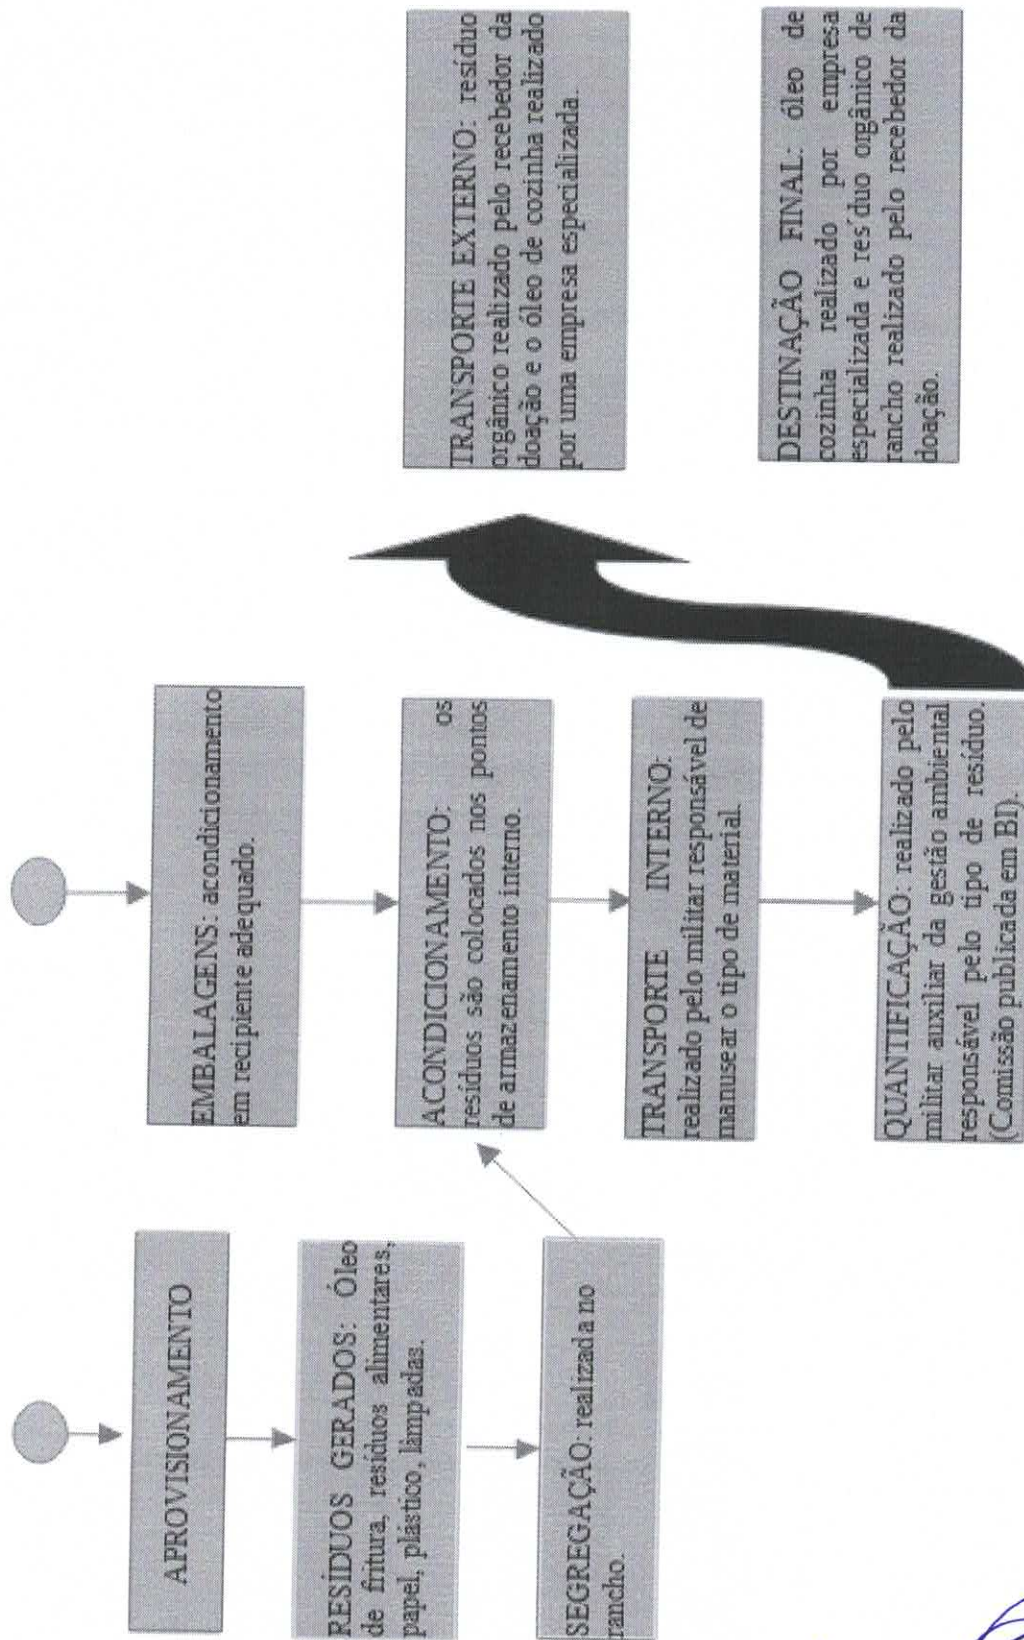 APROVISIONAMENTO
RESÍDUOS GERADOS: Óleo
de fritura, resíduos alimentares,
papel, plástico, lâmpadas.
SEGREGAÇÃO: realizada no
rancho.
EMBALAGENS: acondicionamento
em recipiente adequado.
ACONDICIONAMENTO: os
resíduos são colocados nos pontos
de armazenamento interno.
TRANSPORTE INTERNO:
realizado pelo militar responsável de
manusear o tipo de material.
QUANTIFICAÇÃO: realizado pelo
militar auxiliar da gestão ambiental
responsável pelo tipo de resíduo.
(Comissão publicada em BI).
TRANSPORTE EXTERNO: resíduo
orgânico realizado pelo recebedor da
doação e o óleo de cozinha realizado
por uma empresa especializada.
DESTINAÇÃO FINAL: óleo de
cozinha realizado por empresa
especializada e resíduo orgânico de
rancho realizado pelo recebedor da
doação.